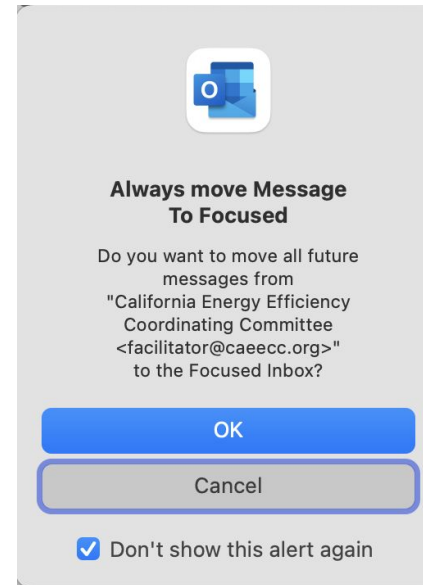 O
Always move Message
To Focused
Do you want to move all future
messages from
"California Energy Efficiency
Coordinating Committee
<facilitator@caeecc.org>"
to the Focused Inbox?
OK
Cancel
Don't show this alert again